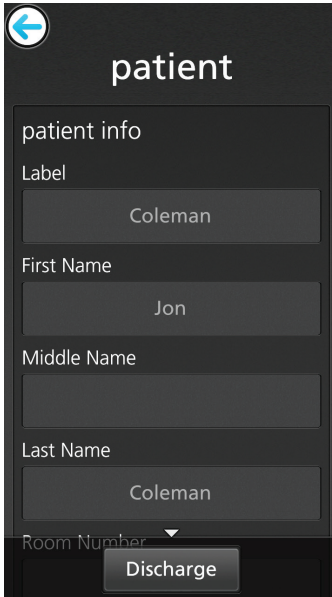 patient
patient info
Label
Coleman
First Name
Jon
Middle Name
Last Name
Coleman
Room Number
Discharge